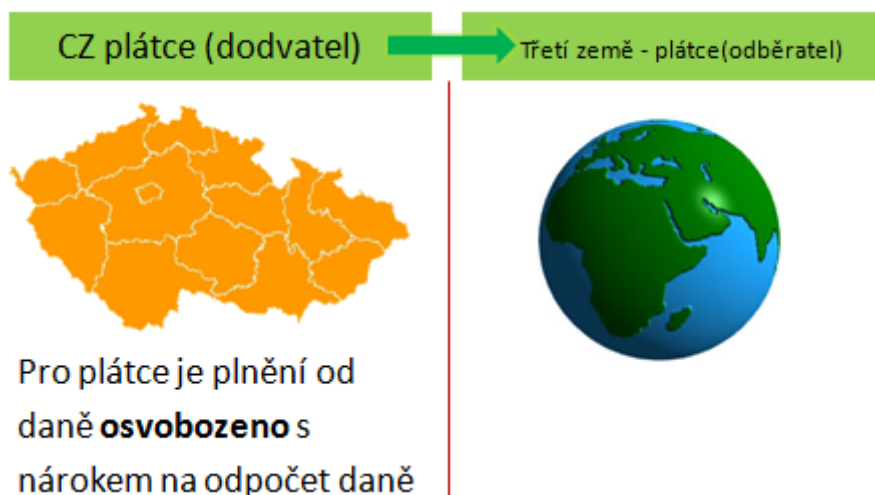 CZ plátce (dodvatel)
Třetí země - plátce(odběratel)
Pro plátce je plnění od
daně osvobozeno s
nárokem na odpočet daně